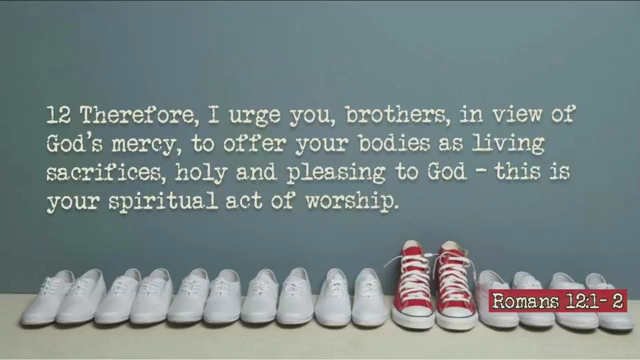 12 Therefore, I urge you, brothers, in view of
God's mercy, to offer your bodies as living
sacrifices, holy and pleasing to God - this is
your spiritual act of worship.
Romans 12:1- 2